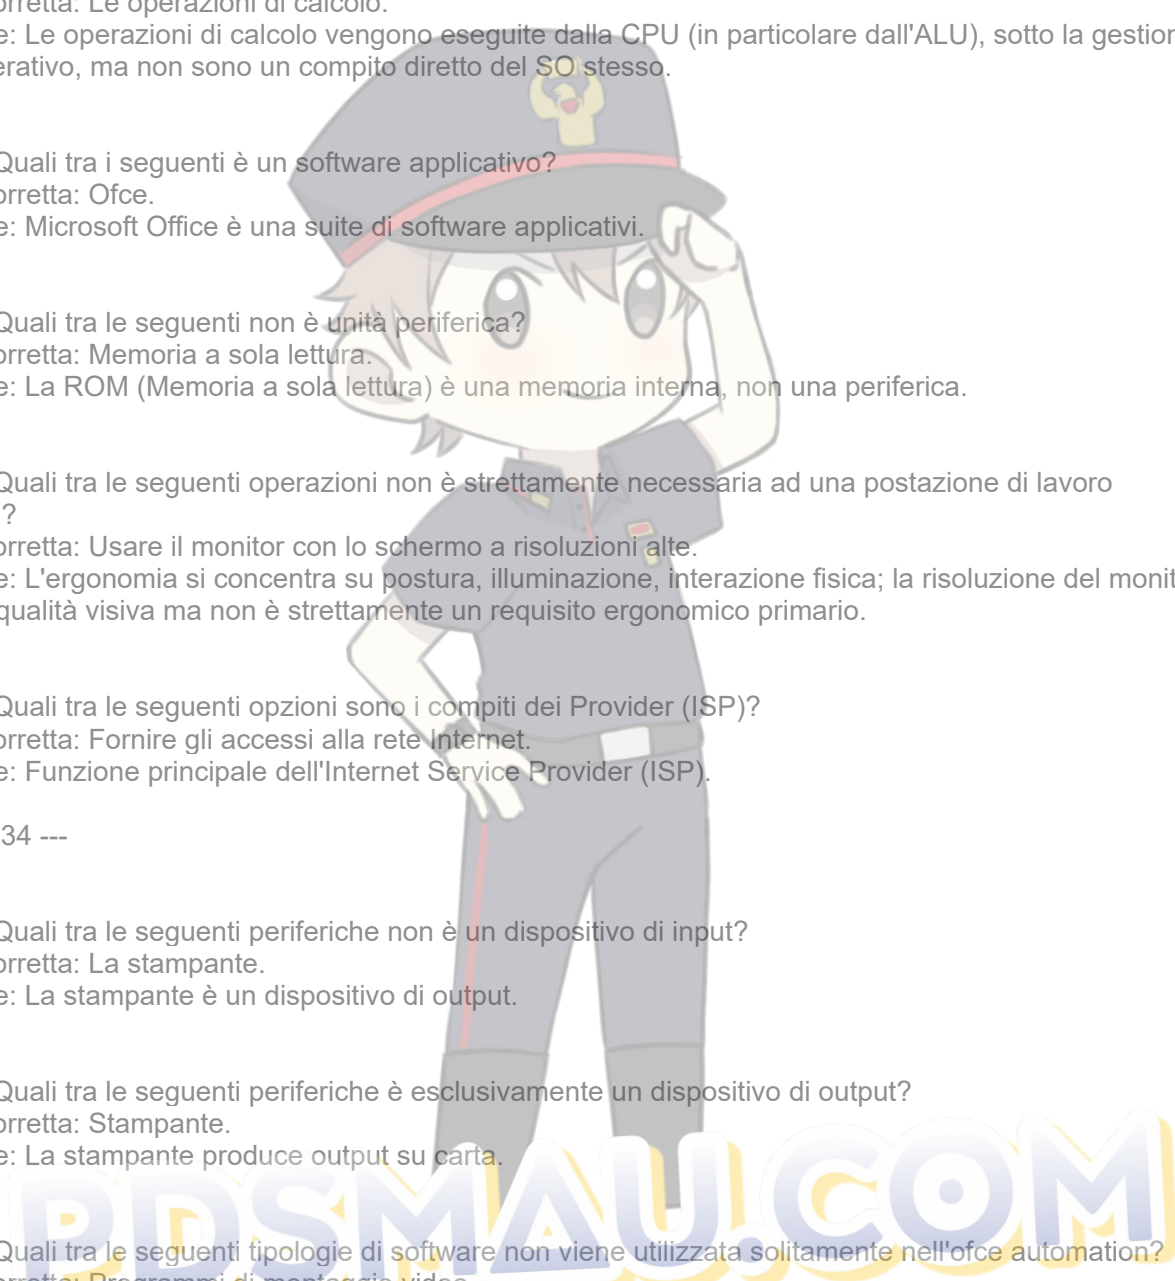 orretta: Le operazioni di calcolo.
e: Le operazioni di calcolo vengono eseguite dalla CPU (in particolare dall'ALU), sotto la gestion
erativo, ma non sono un compito diretto del SO stesso.
Quali tra i seguenti è un software applicativo?
orretta: Ofce.
e: Microsoft Office è una suite di software applicativi.
Quali tra le seguenti non è unità periferica?
orretta: Memoria a sola lettura.
e: La ROM (Memoria a sola lettura) è una memoria interna, non una periferica.
Quali tra le seguenti operazioni non è strettamente necessaria ad una postazione di lavoro
?
orretta: Usare il monitor con lo schermo a risoluzioni alte.
e: L'ergonomia si concentra su postura, illuminazione, interazione fisica; la risoluzione del monit
qualità visiva ma non è strettamente un requisito ergonomico primario.
Quali tra le seguenti opzioni sono i compiti dei Provider (ISP)?
orretta: Fornire gli accessi alla rete Internet.
e: Funzione principale dell'Internet Service Provider (ISP).
34 ---
Quali tra le seguenti periferiche non è un dispositivo di input?
orretta: La stampante.
e: La stampante è un dispositivo di output.
Quali tra le seguenti periferiche è esclusivamente un dispositivo di output?
orretta: Stampante.
e: La stampante produce output su carta.
PDSMAU.COM
Quali tra le seguenti tipologie di software non viene utilizzata solitamente nell'ofce automation?
orretta: Programmi di montaggio video.